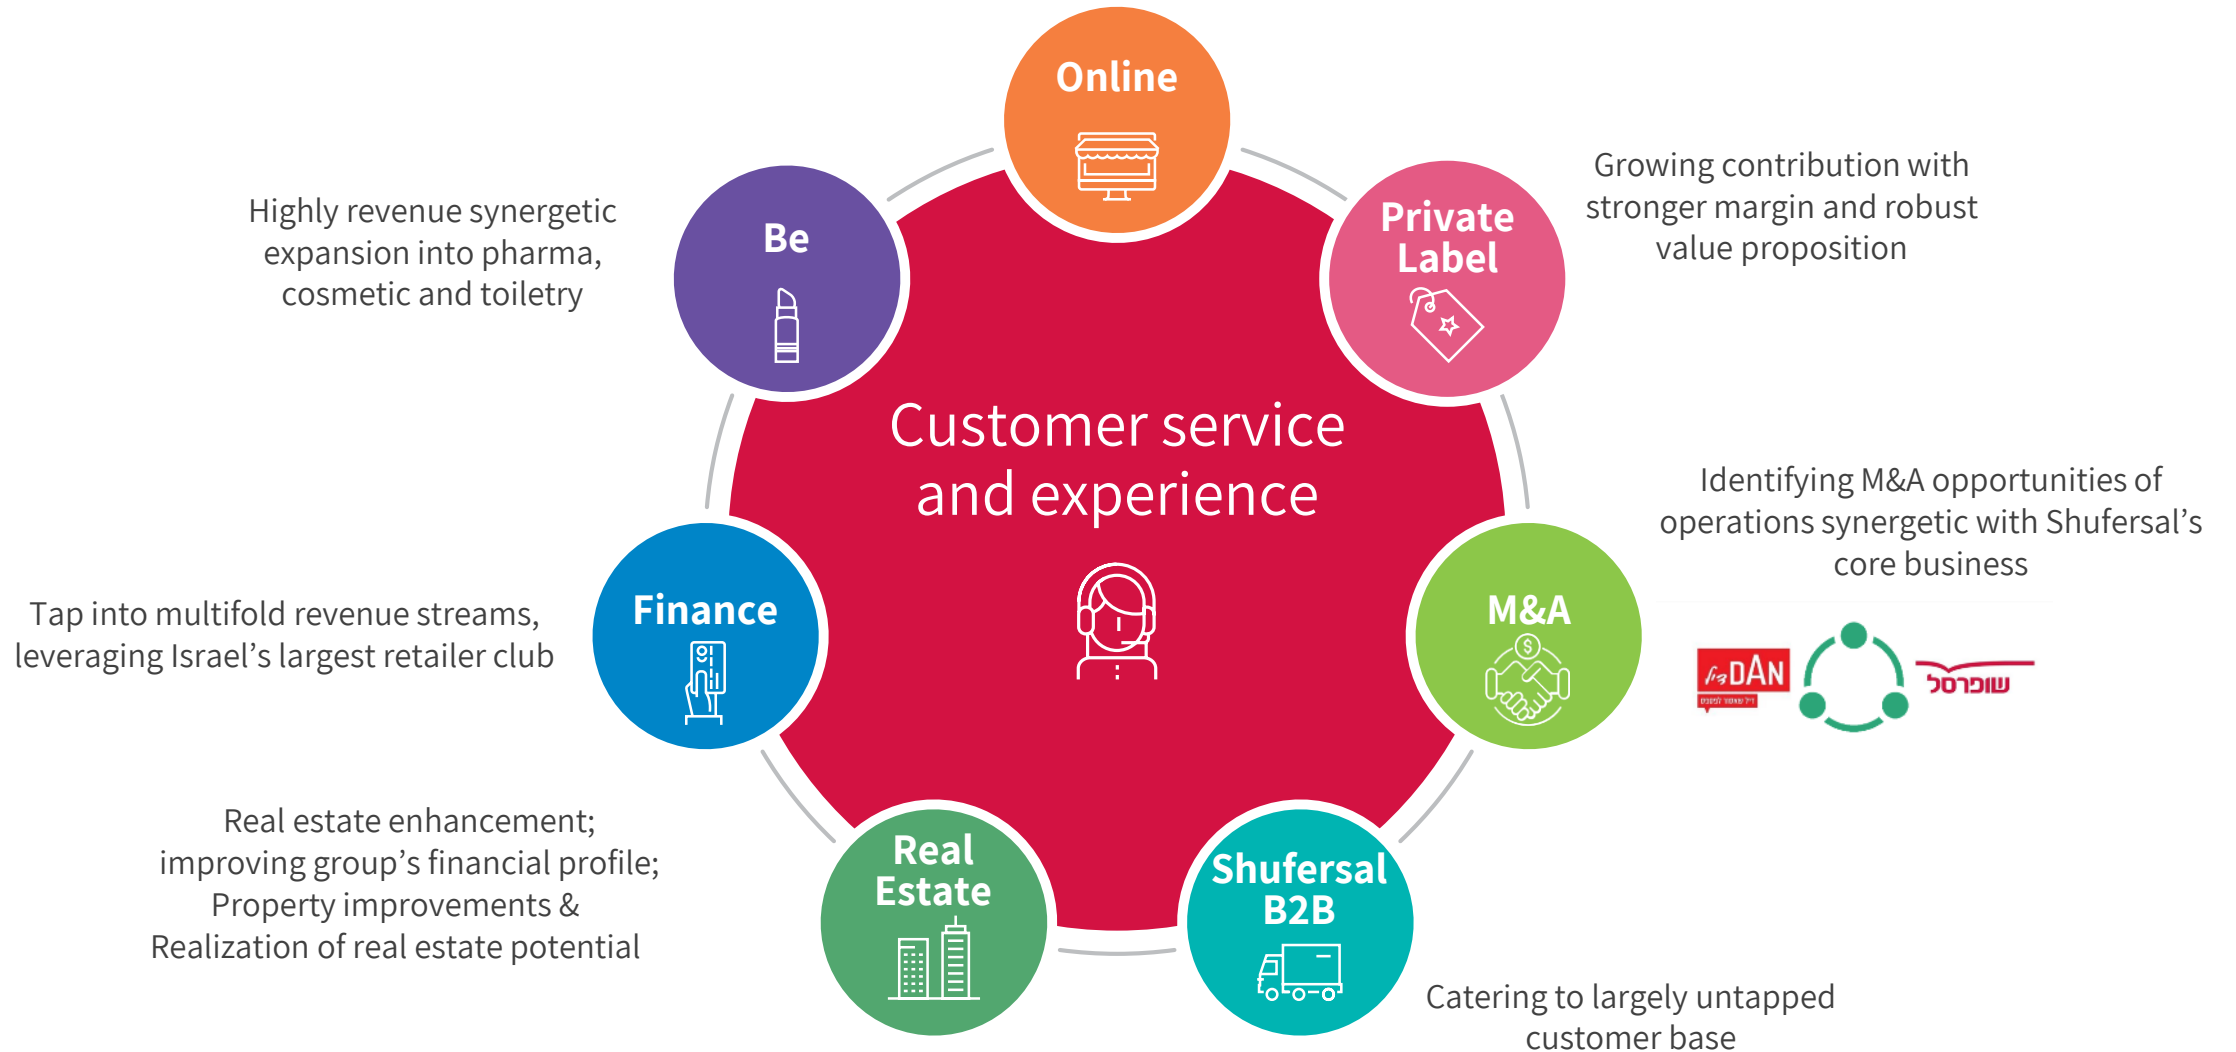 Online
Private
Label
Growing contribution with
stronger margin and robust
value proposition
Be
Highly revenue synergetic
expansion into pharma,
cosmetic and toiletry
Customer service
and experience
M&A
Identifying M&A opportunities of
operations synergetic with Shufersal’s
core business
דיל DAN
שופרסל
Finance
Tap into multifold revenue streams,
leveraging Israel’s largest retailer club
Real
Estate
Real estate enhancement;
improving group’s financial profile;
Property improvements &
Realization of real estate potential
Shufersal
B2B
Catering to largely untapped
customer base